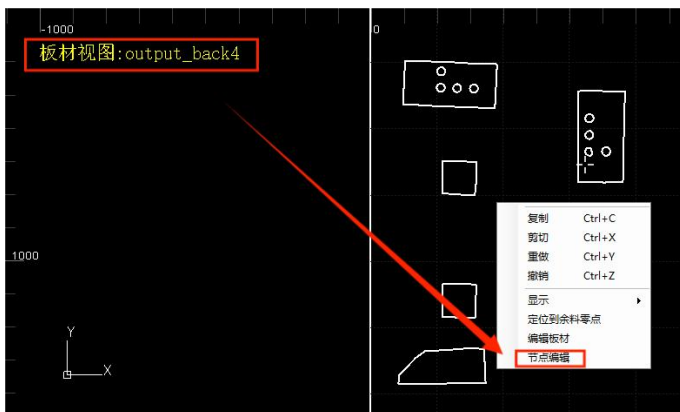 -1000
0
板材视图:output_back4
复制 Ctrl+C
剪切 Ctrl+X
重做 Ctrl+Y
撤销 Ctrl+Z
显示
定位到余料零点
编辑板材
节点编辑
1000
Y
X